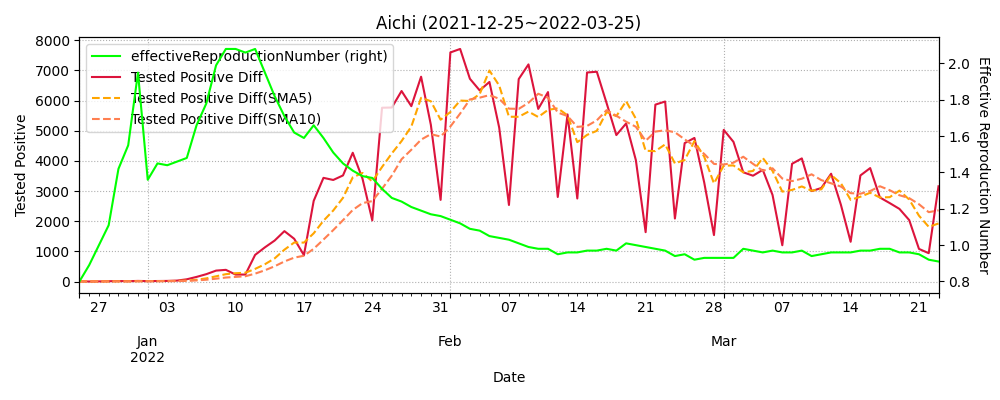 Aichi (2021-12-25~2022-03-25)
effectiveReproductionNumber (right)
Tested Positive Diff
Tested Positive Diff(SMA5)
Tested Positive Diff(SMA10)
Tested Positive
8000
7000
6000
5000
4000
3000
2000
1000
0
2.0
1.8
1.6
1.4
1.2
1.0
0.8
Effective Reproduction Number
27 03 10 17 24 31 07 14 21 28 07 14 21
Jan Feb Mar
2022
Date